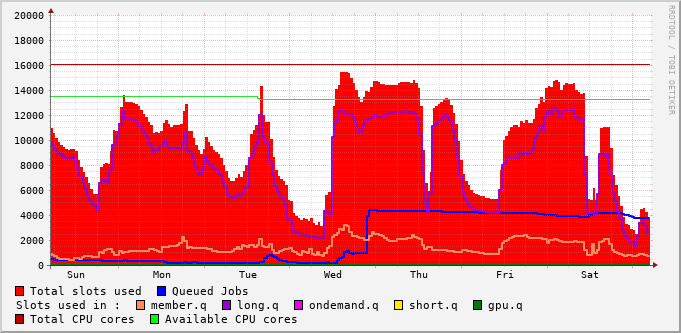 20000
18000
16000
14000
12000
10000
8000
6000
4000
2000
0
Sun Mon Tue Wed Thu Fri Sat
Total slots used Queued Jobs
Slots used in : member.q long.q ondemand.q short.q gpu.q
Total CPU cores Available CPU cores
RRDTOOL / TOBI OETIKER